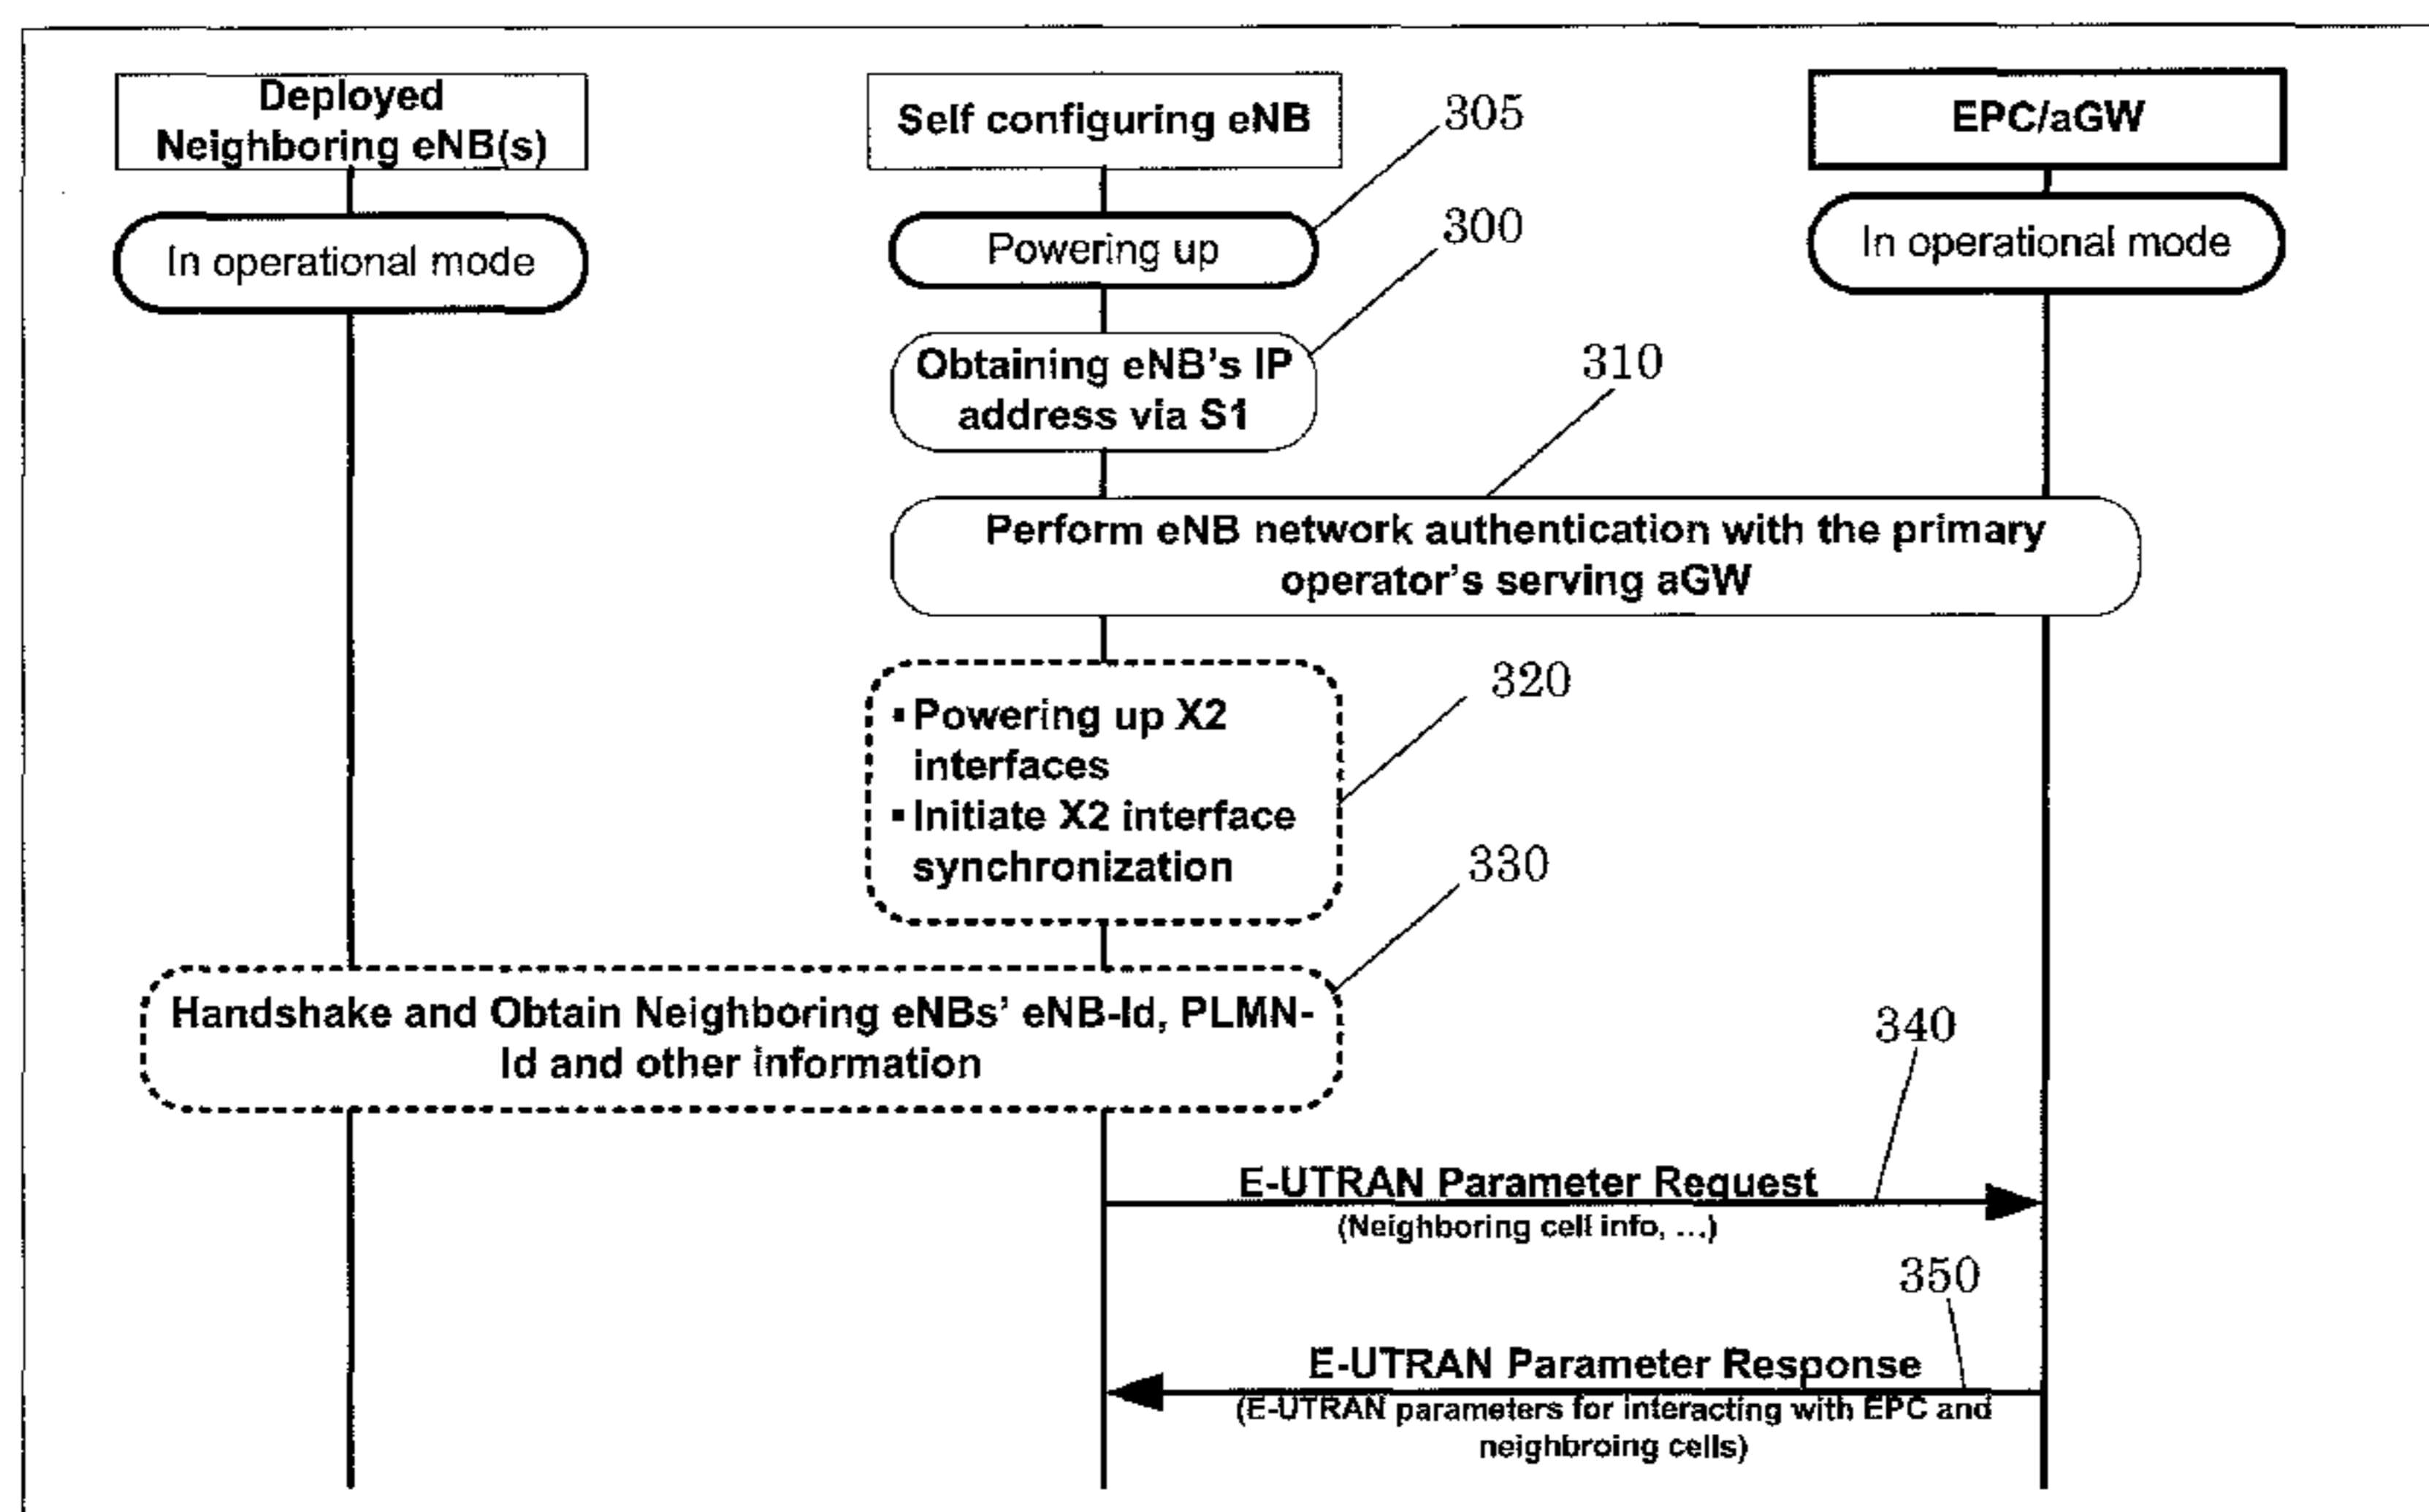 Deployed
Neighboring eNB(s)
Self configuring eNB
EPC/aGW
305
In operational mode
Powering up
In operational mode
300
Obtaining eNB's IP
address via S1
310
Perform eNB network authentication with the primary
operator's serving aGW
320
▪ Powering up X2
interfaces
▪ Initiate X2 interface
synchronization
330
Handshake and Obtain Neighboring eNBs' eNB-Id, PLMN-
Id and other information
340
E-UTRAN Parameter Request
(Neighboring cell info, ...)
350
E-UTRAN Parameter Response
(E-UTRAN parameters for interacting with EPC and
neighbroing cells)